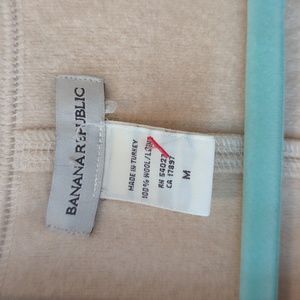 BANANA REPUBLIC
MADE IN TURKEY
100% WOOL/LAINE
RN 54023
CA 17897
M